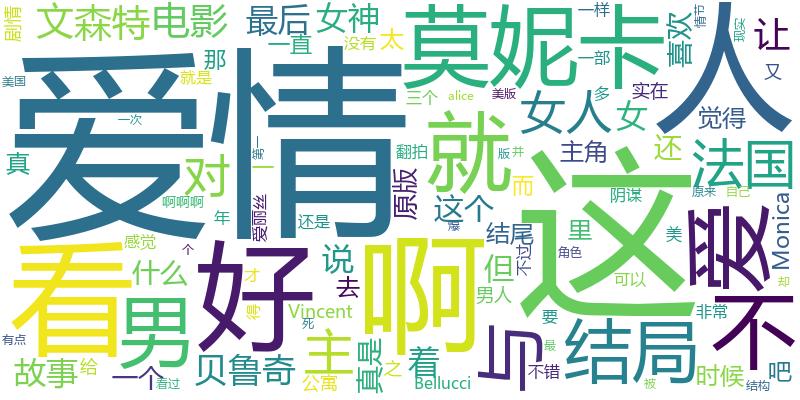 剧情
文森特电影
最后
女神
一直
没有
太
一样
一部
喜欢
情节
现实
让
又
美国
爱情
那
就是
莫妮卡
人
一次
三个
alice
美版
实在
多
女人
女
觉得
真
对
第一
一
翻拍
原版
就
版
井
主角
还
法国
啊啊啊
年
爱丽丝
还是
这个
而
阴谋
原来
自己
这
感觉
个
看
什么
男
好
才
得
说
去
啊
爆
结尾
不过
里
角色
美
可以
但
不爱
Monica
却
Vincent
死
男人
要
非常
有点
故事
给
一个
看过
贝鲁奇
公寓
主
真是
之
着
Bellucci
与
不错
结局
最
被
时候
结构
吧